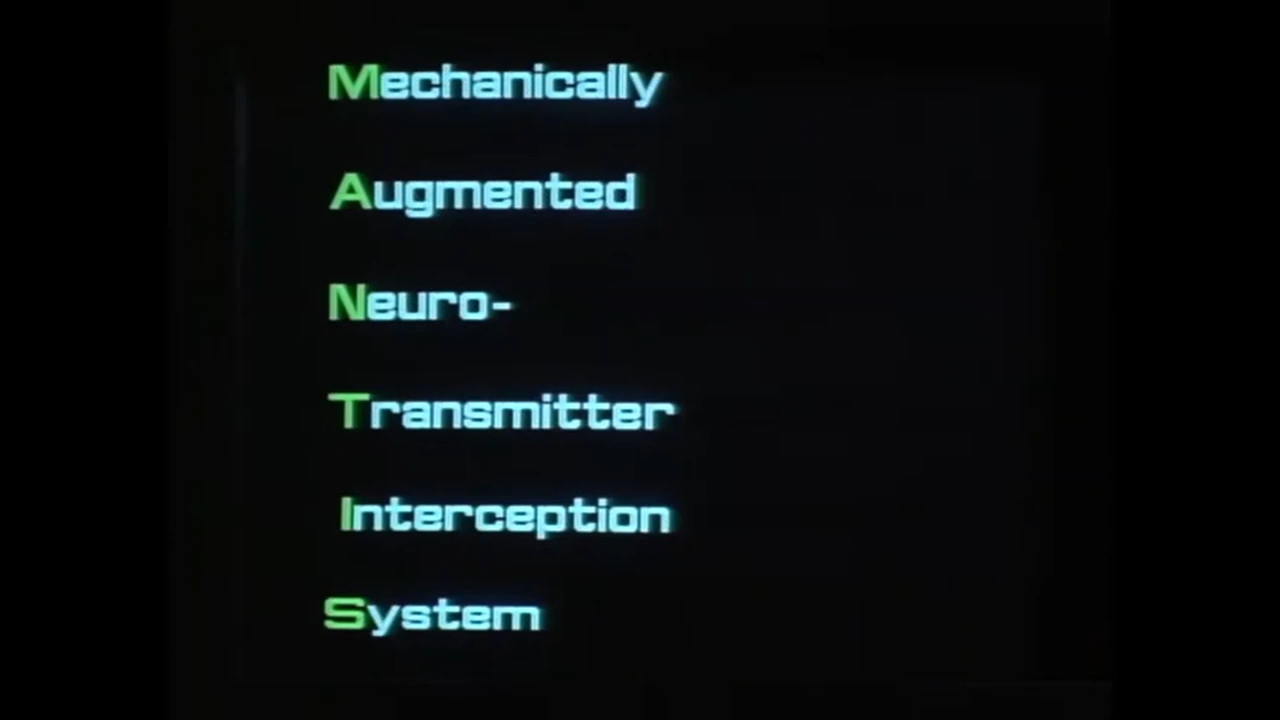 Mechanically
Augmented
Neuro-
Transmitter
Interception
System